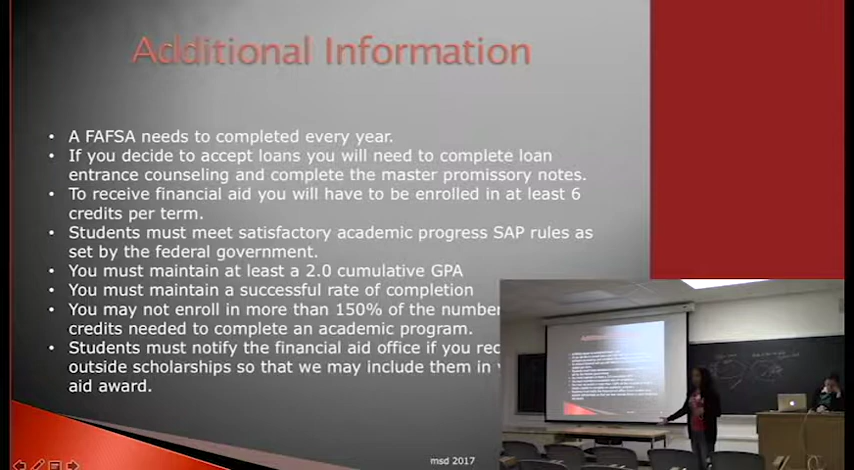 Additional Information
• A FAFSA needs to completed every year.
• If you decide to accept loans you will need to complete loan
entrance counseling and complete the master promissory notes.
• To receive financial aid you will have to be enrolled in at least 6
credits per term.
• Students must meet satisfactory academic progress SAP rules as
set by the federal government.
• You must maintain at least a 2.0 cumulative GPA
• You must maintain a successful rate of completion
• You may not enroll in more than 150% of the number
credits needed to complete an academic program.
• Students must notify the financial aid office if you
outside scholarships so that we may include them in
aid award.
msd 2017